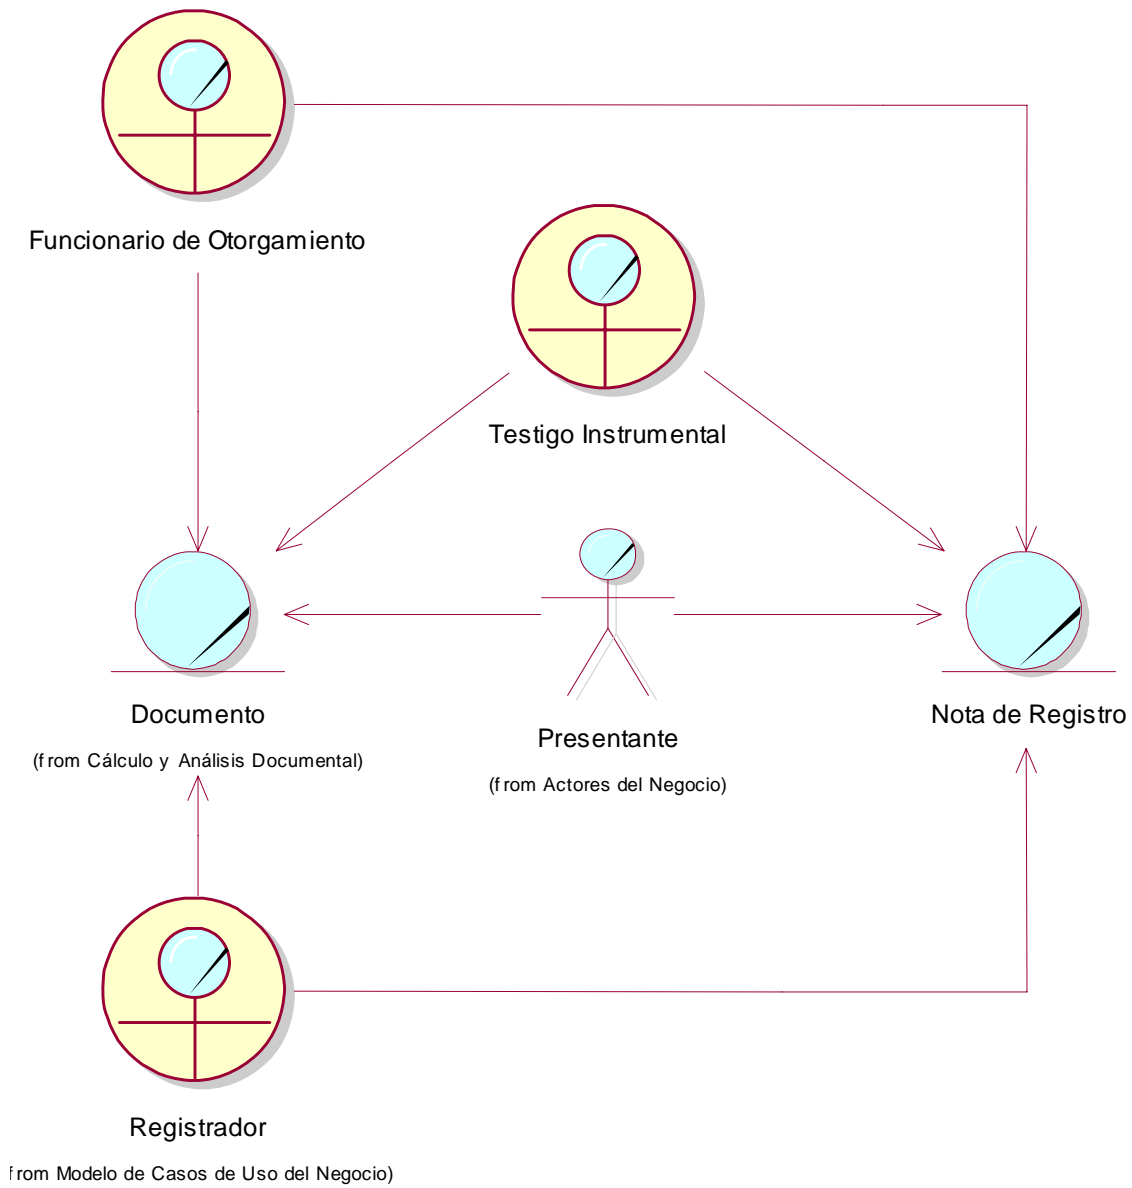 Funcionario de Otorgamiento
Testigo Instrumental
Documento
(from Cálculo y Análisis Documental)
Presentante
(from Actores del Negocio)
Nota de Registro
Registrador
from Modelo de Casos de Uso del Negocio)